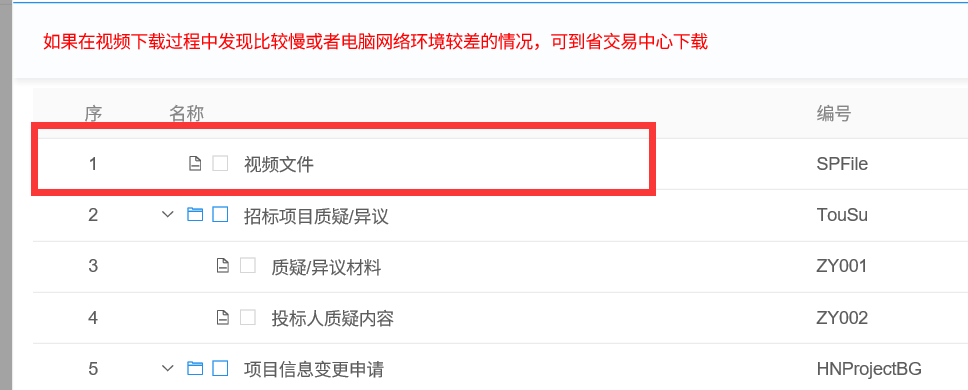 如果在视频下载过程中发现比较慢或者电脑网络环境较差的情况，可到省交易中心下载
序 名称 编号
1 视频文件 SPFile
2 招标项目质疑/异议 TouSu
3 质疑/异议材料 ZY001
4 投标人质疑内容 ZY002
5 项目信息变更申请 HNProjectBG